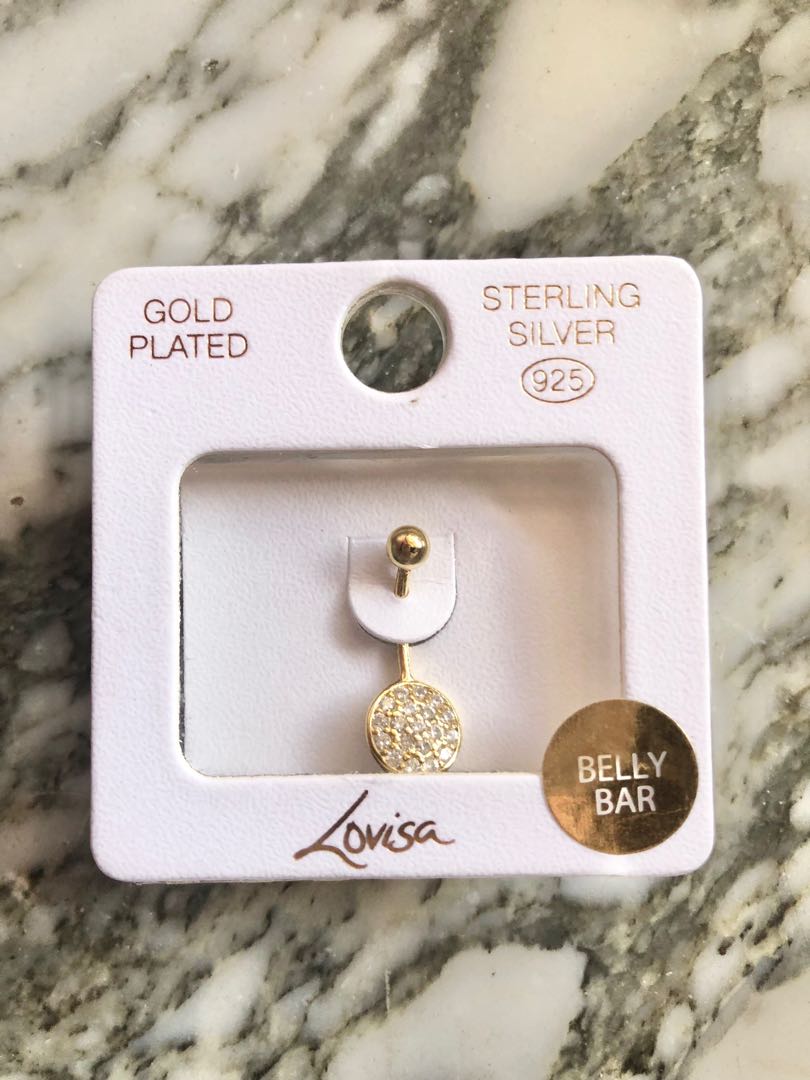 GOLD
PLATED
STERLING
SILVER
925
BELLY
BAR
Lovisa